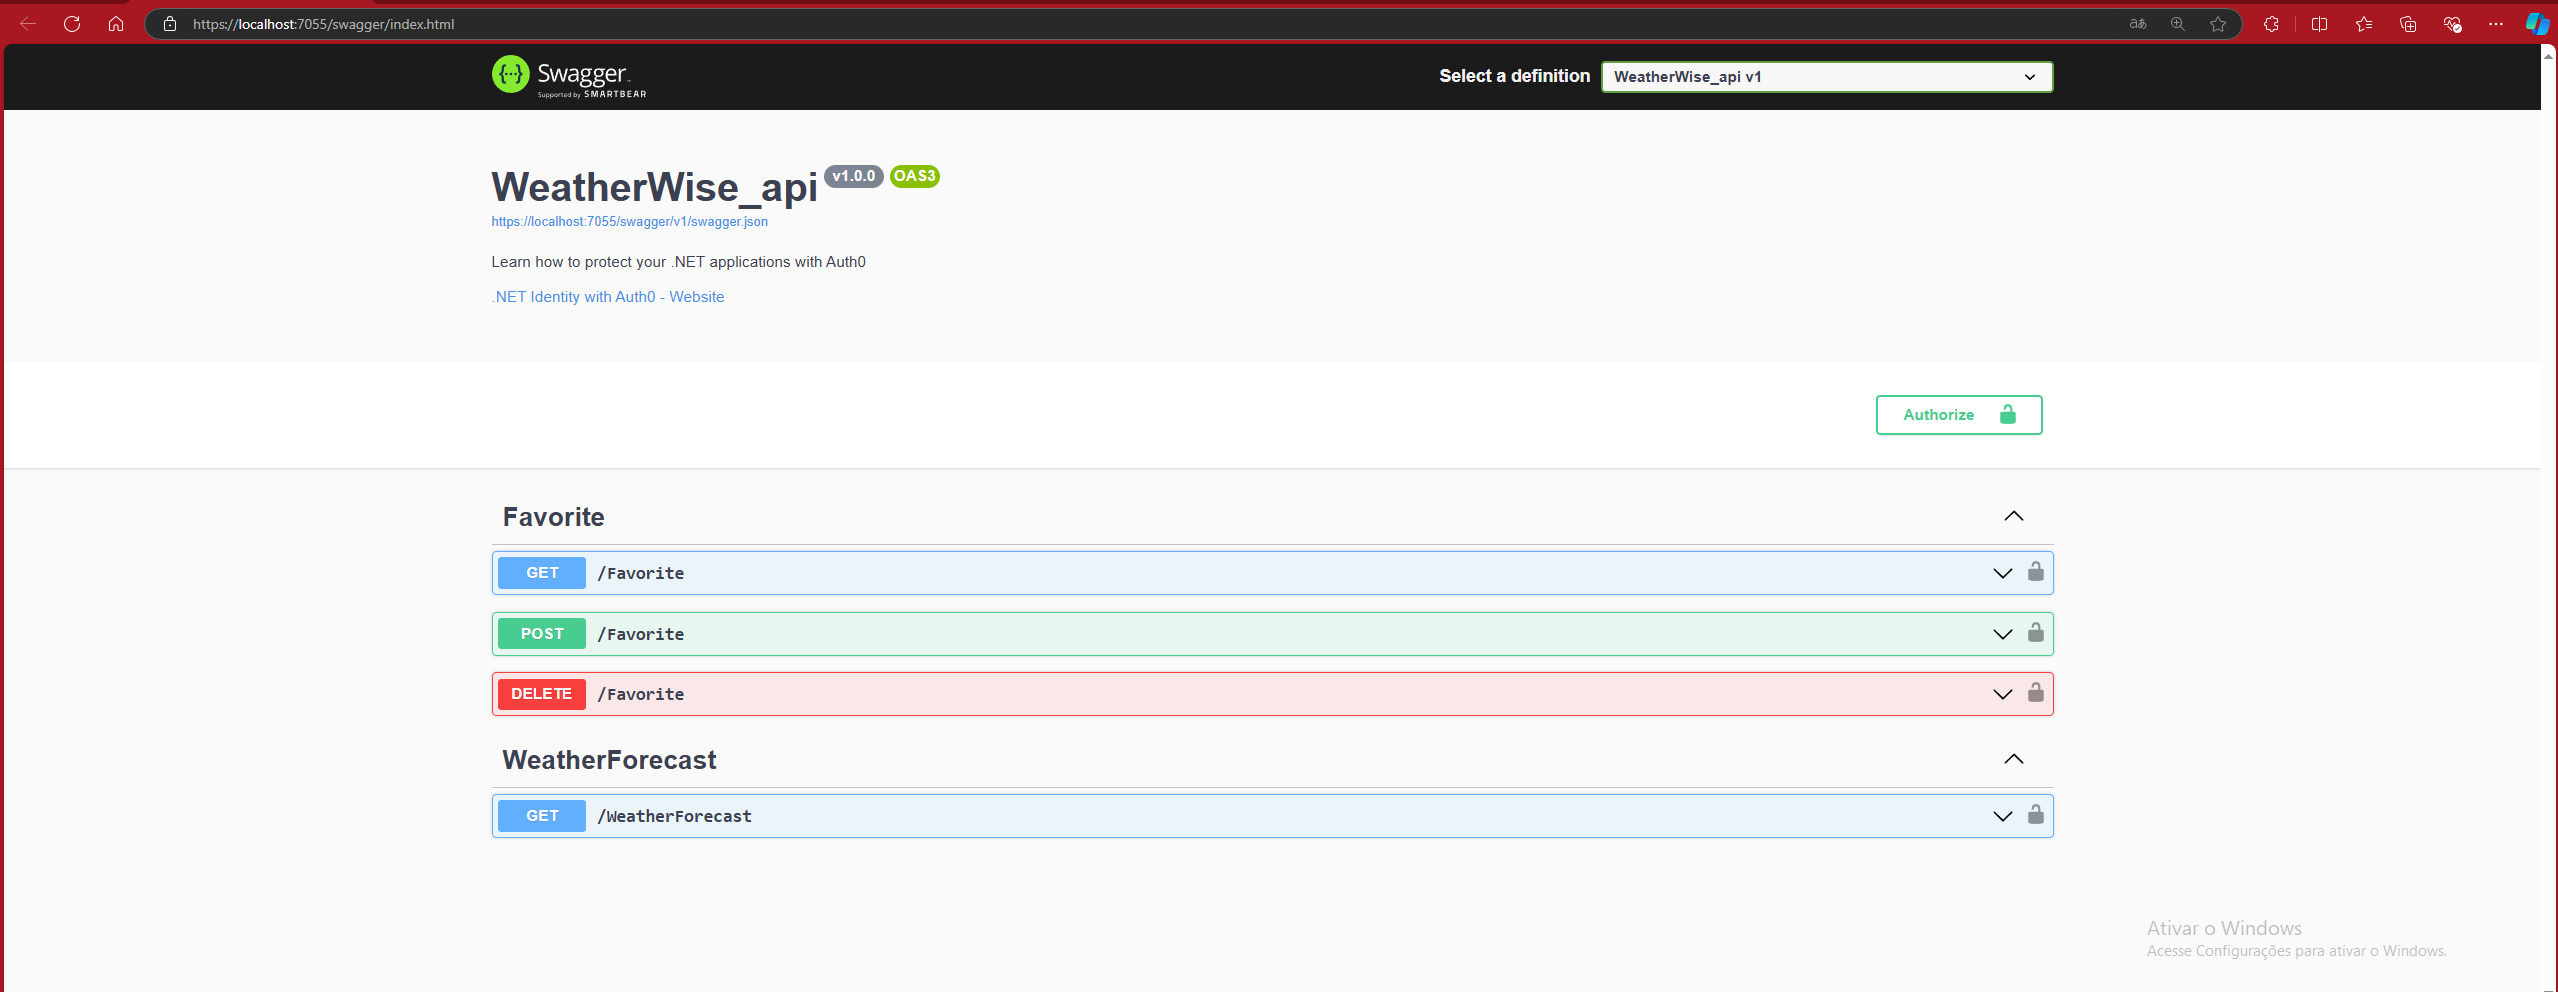 https://localhost:7055/swagger/index.html
Swagger
Supported by SMARTBEAR
Select a definition
WeatherWise_api v1
WeatherWise_api v1.0.0 OAS3
https://localhost:7055/swagger/v1/swagger.json
Learn how to protect your .NET applications with Auth0
.NET Identity with Auth0 - Website
Authorize
Favorite
GET /Favorite
POST /Favorite
DELETE /Favorite
WeatherForecast
GET /WeatherForecast
Ativar o Windows
Acesse Configurações para ativar o Windows.